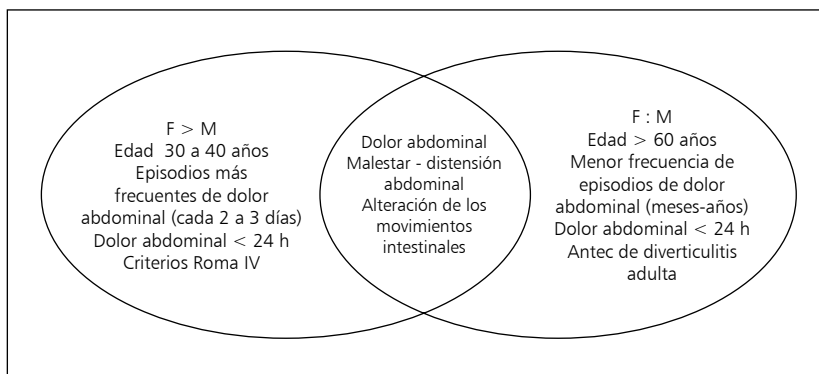 F > M
Edad 30 a 40 años
Episodios más
frecuentes de dolor
abdominal (cada 2 a 3 días)
Dolor abdominal < 24 h
Criterios Roma IV
Dolor abdominal
Malestar - distensión
abdominal
Alteración de los
movimientos
intestinales
F : M
Edad > 60 años
Menor frecuencia de
episodios de dolor
abdominal (meses-años)
Dolor abdominal < 24 h
Antec de diverticulitis
adulta